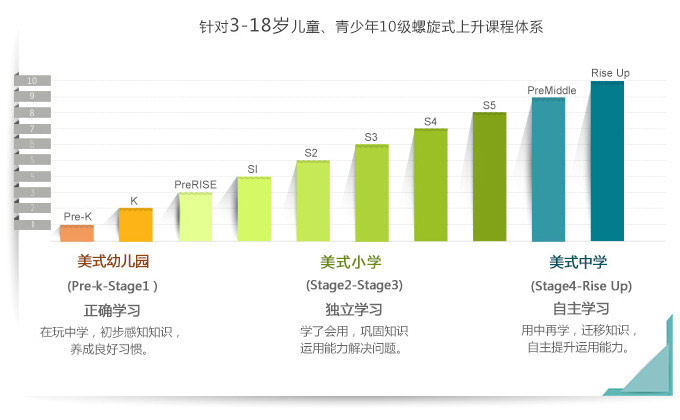 针对3-18岁儿童、青少年10级螺旋式上升课程体系
Rise Up
10
PreMiddle
9
S5
8
S4
7
S3
6
S2
5
SI
4
PreRISE
3
K
2
Pre-K
1
美式幼儿园
(Pre-k-Stage1 )
正确学习
在玩中学，初步感知知识，
养成良好习惯。
美式小学
(Stage2-Stage3)
独立学习
学了会用，巩固知识
运用能力解决问题。
美式中学
(Stage4-Rise Up)
自主学习
用中再学，迁移知识，
自主提升运用能力。